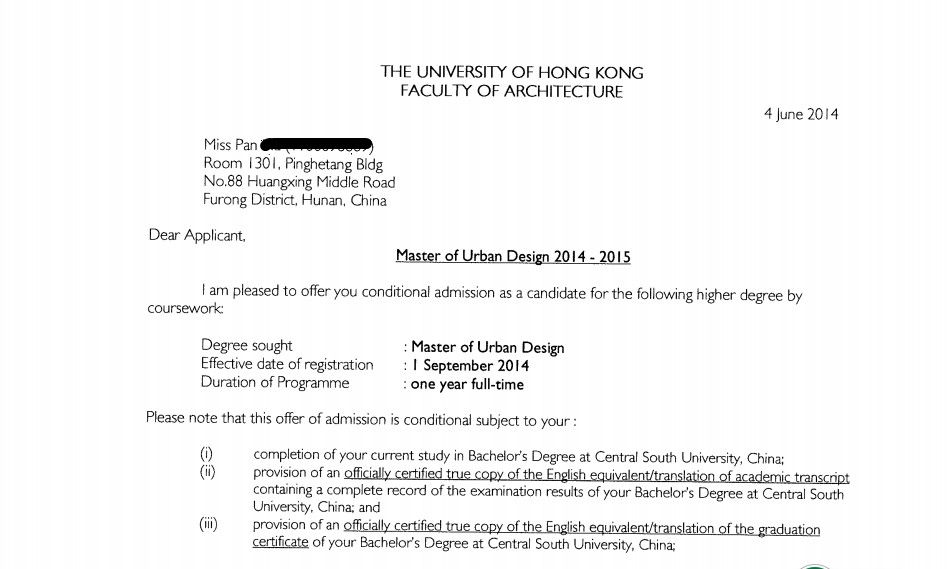 THE UNIVERSITY OF HONG KONG
FACULTY OF ARCHITECTURE
4 June 2014
Miss Pan
Room 1301, Pinghetang Bldg
No.88 Huangxing Middle Road
Furong District, Hunan, China
Dear Applicant,
Master of Urban Design 2014 - 2015
I am pleased to offer you conditional admission as a candidate for the following higher degree by
coursework:
Degree sought : Master of Urban Design
Effective date of registration : 1 September 2014
Duration of Programme : one year full-time
Please note that this offer of admission is conditional subject to your :
(i) completion of your current study in Bachelor's Degree at Central South University, China;
(ii) provision of an officially certified true copy of the English equivalent/translation of academic transcript
containing a complete record of the examination results of your Bachelor's Degree at Central South
University, China; and
(iii) provision of an officially certified true copy of the English equivalent/translation of the graduation
certificate of your Bachelor's Degree at Central South University, China;